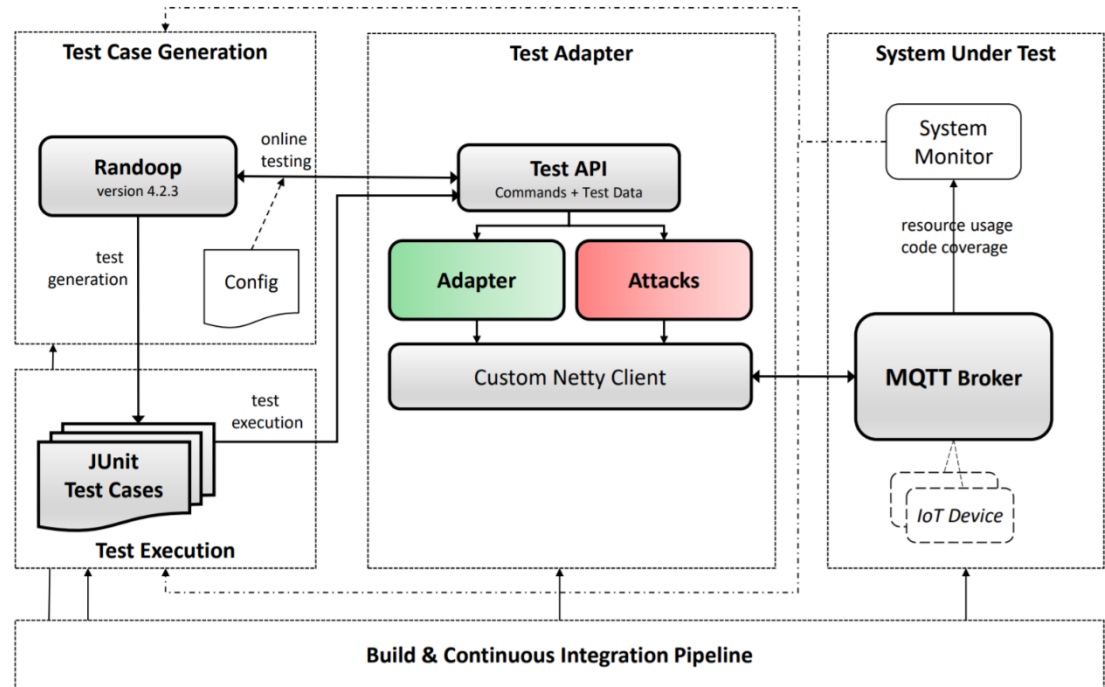 Test Case Generation
Randoop
version 4.2.3
online
testing
test
generation
Config
JUnit
Test Cases
test
execution
Test Execution
Test Adapter
Test API
Commands + Test Data
Adapter
Attacks
Custom Netty Client
System Under Test
System
Monitor
resource usage
code coverage
MQTT Broker
IoT Device
Build & Continuous Integration Pipeline